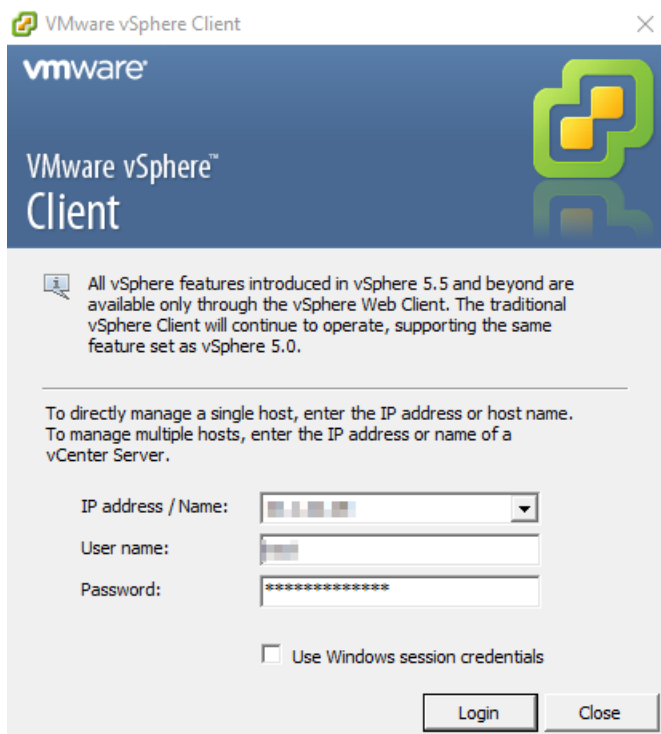 VMware vSphere Client
vmware®
VMware vSphere™
Client
All vSphere features introduced in vSphere 5.5 and beyond are
available only through the vSphere Web Client. The traditional
vSphere Client will continue to operate, supporting the same
feature set as vSphere 5.0.
To directly manage a single host, enter the IP address or host name.
To manage multiple hosts, enter the IP address or name of a
vCenter Server.
IP address / Name:
User name:
Password: *************
Use Windows session credentials
Login Close